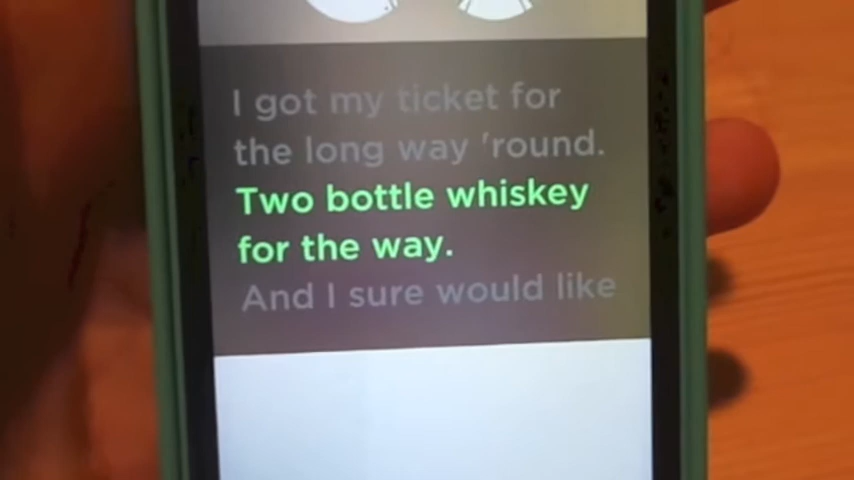 I got my ticket for
the long way 'round.
Two bottle whiskey
for the way.
And I sure would like